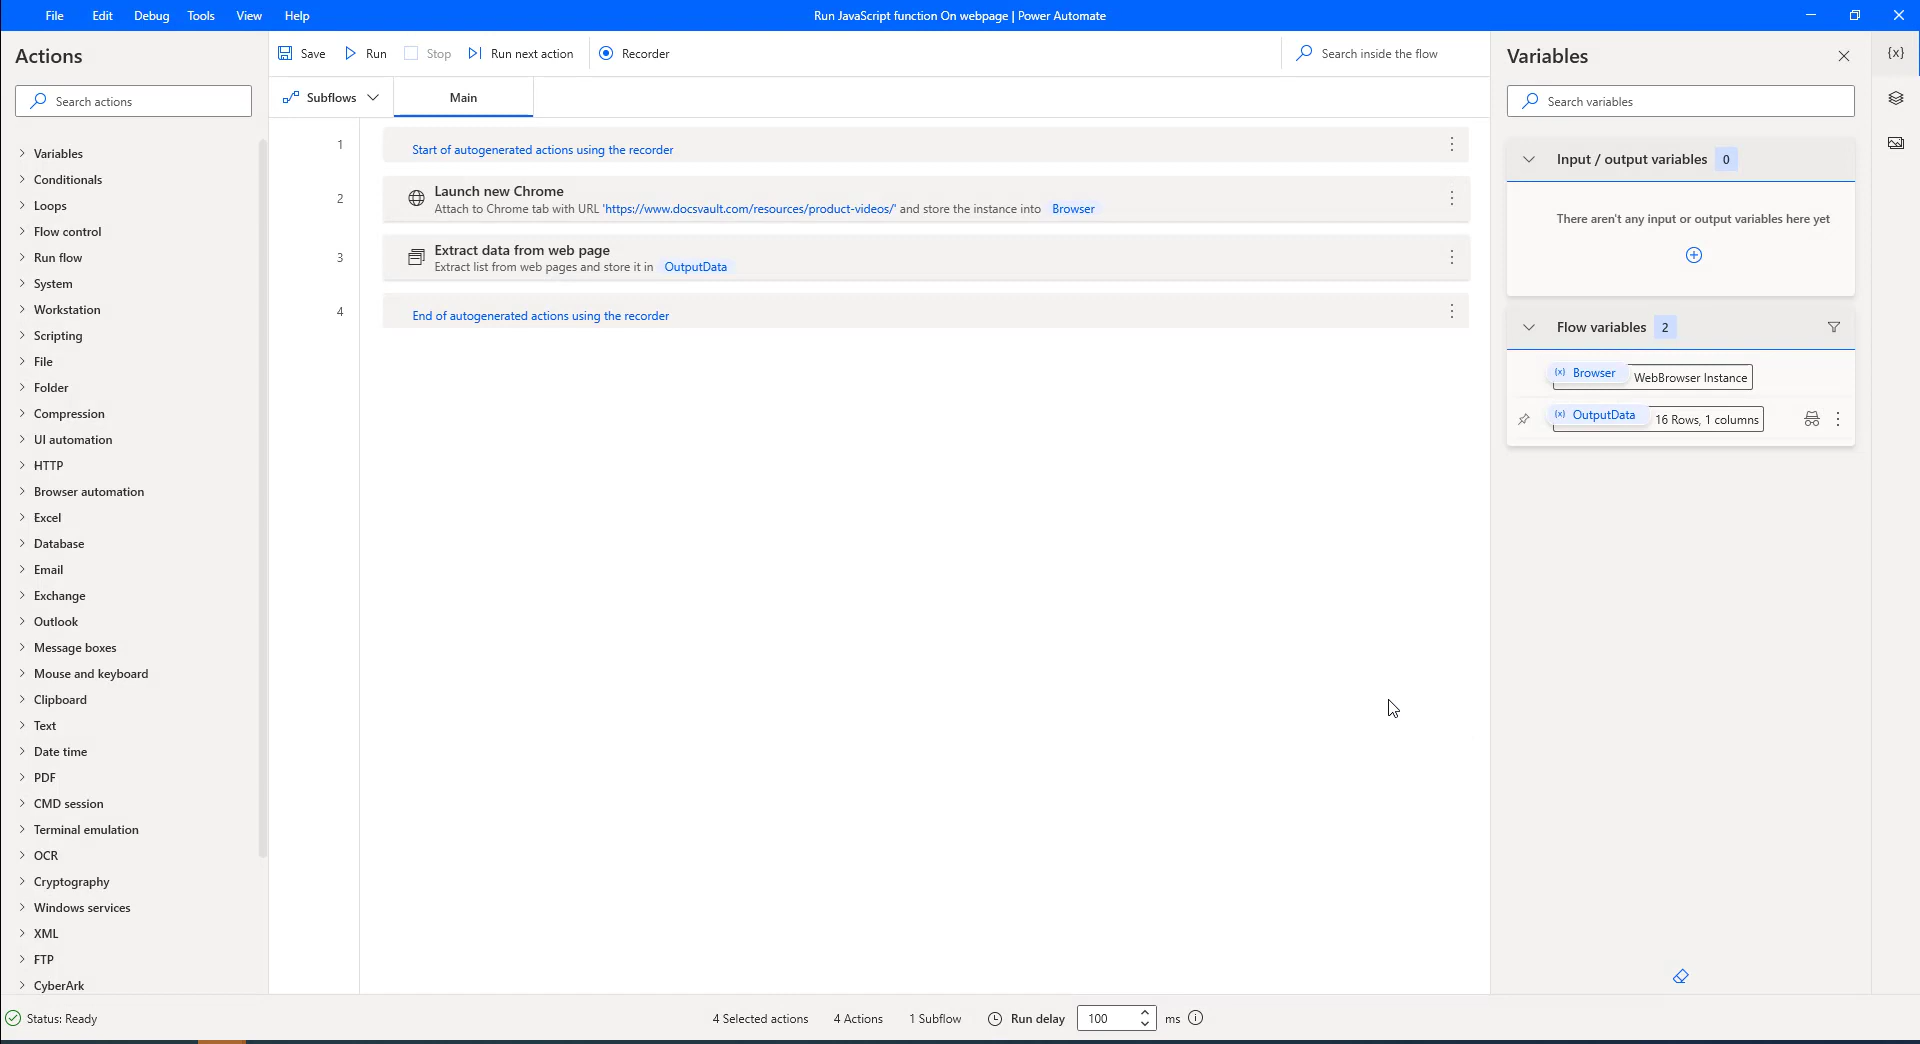 File Edit Debug Tools View Help Run JavaScript function On webpage | Power Automate
Actions
Search actions
Variables
Conditionals
Loops
Flow control
Run flow
System
Workstation
Scripting
File
Folder
Compression
UI automation
HTTP
Browser automation
Excel
Database
Email
Exchange
Outlook
Message boxes
Mouse and keyboard
Clipboard
Text
Date time
PDF
CMD session
Terminal emulation
OCR
Cryptography
Windows services
XML
FTP
CyberArk
Save Run Stop Run next action Recorder Search inside the flow
Subflows Main
1 Start of autogenerated actions using the recorder
2 Launch new Chrome
Attach to Chrome tab with URL 'https://www.docsvault.com/resources/product-videos/' and store the instance into Browser
3 Extract data from web page
Extract list from web pages and store it in OutputData
4 End of autogenerated actions using the recorder
Variables
{x}
Search variables
Input / output variables 0
There aren't any input or output variables here yet
Flow variables 2
(x) Browser WebBrowser Instance
(x) OutputData 16 Rows, 1 columns
Status: Ready 4 Selected actions 4 Actions 1 Subflow Run delay 100 ms